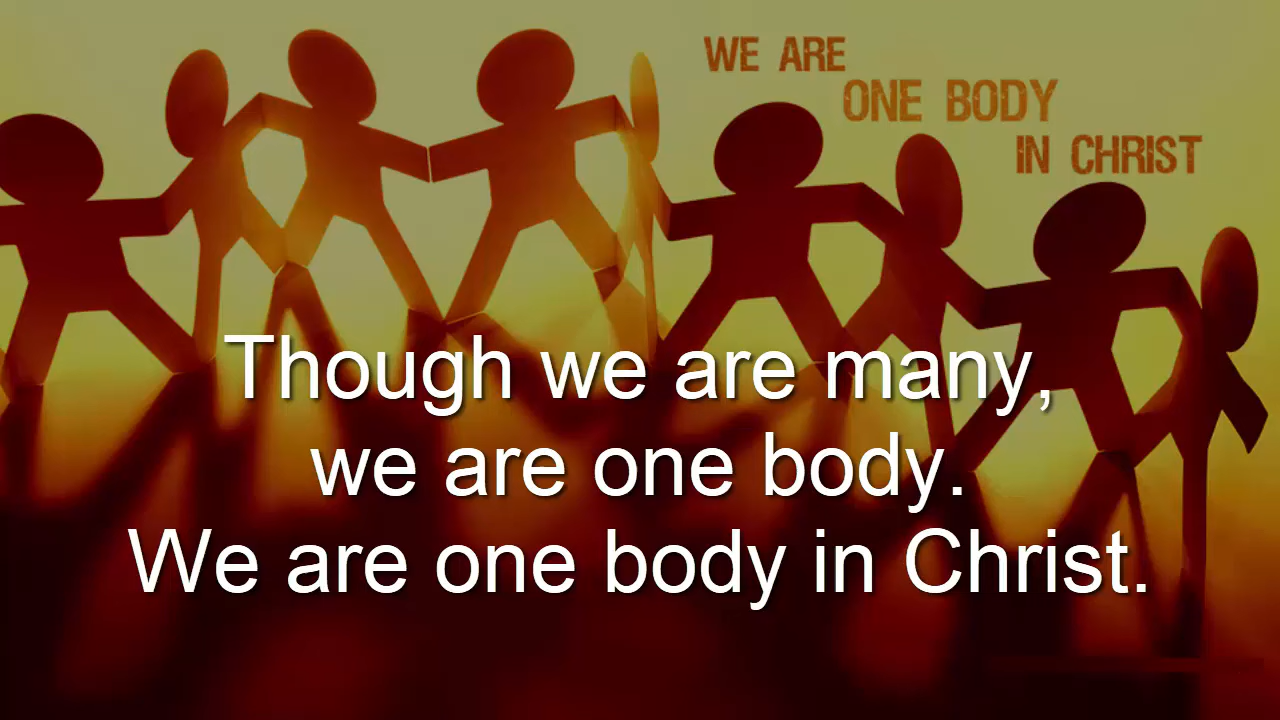 WE ARE
ONE BODY
IN CHRIST
Though we are many,
we are one body.
We are one body in Christ.